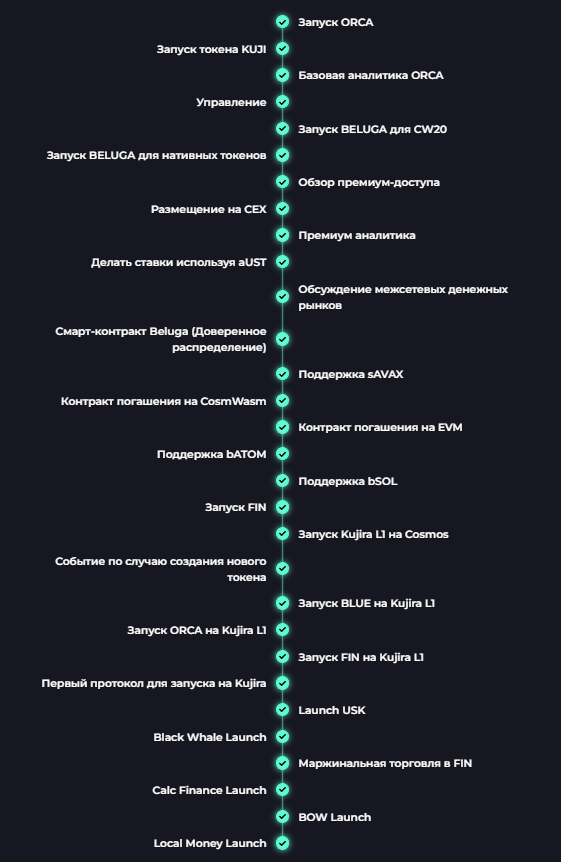 Запуск ORCA
Запуск токена KUJI
Базовая аналитика ORCA
Управление
Запуск BELUGA для CW20
Запуск BELUGA для нативных токенов
Обзор премиум-доступа
Размещение на CEX
Премиум аналитика
Делать ставки используя aUST
Обсуждение межсетевых денежных
рынков
Смарт-контракт Beluga (Доверенное
распределение)
Поддержка sAVAX
Контракт погашения на CosmWasm
Контракт погашения на EVM
Поддержка bATOM
Поддержка bSOL
Запуск FIN
Запуск Kujira L1 на Cosmos
Событие по случаю создания нового
токена
Запуск BLUE на Kujira L1
Запуск ORCA на Kujira L1
Запуск FIN на Kujira L1
Первый протокол для запуска на Kujira
Launch USK
Black Whale Launch
Маржинальная торговля в FIN
Calc Finance Launch
BOW Launch
Local Money Launch